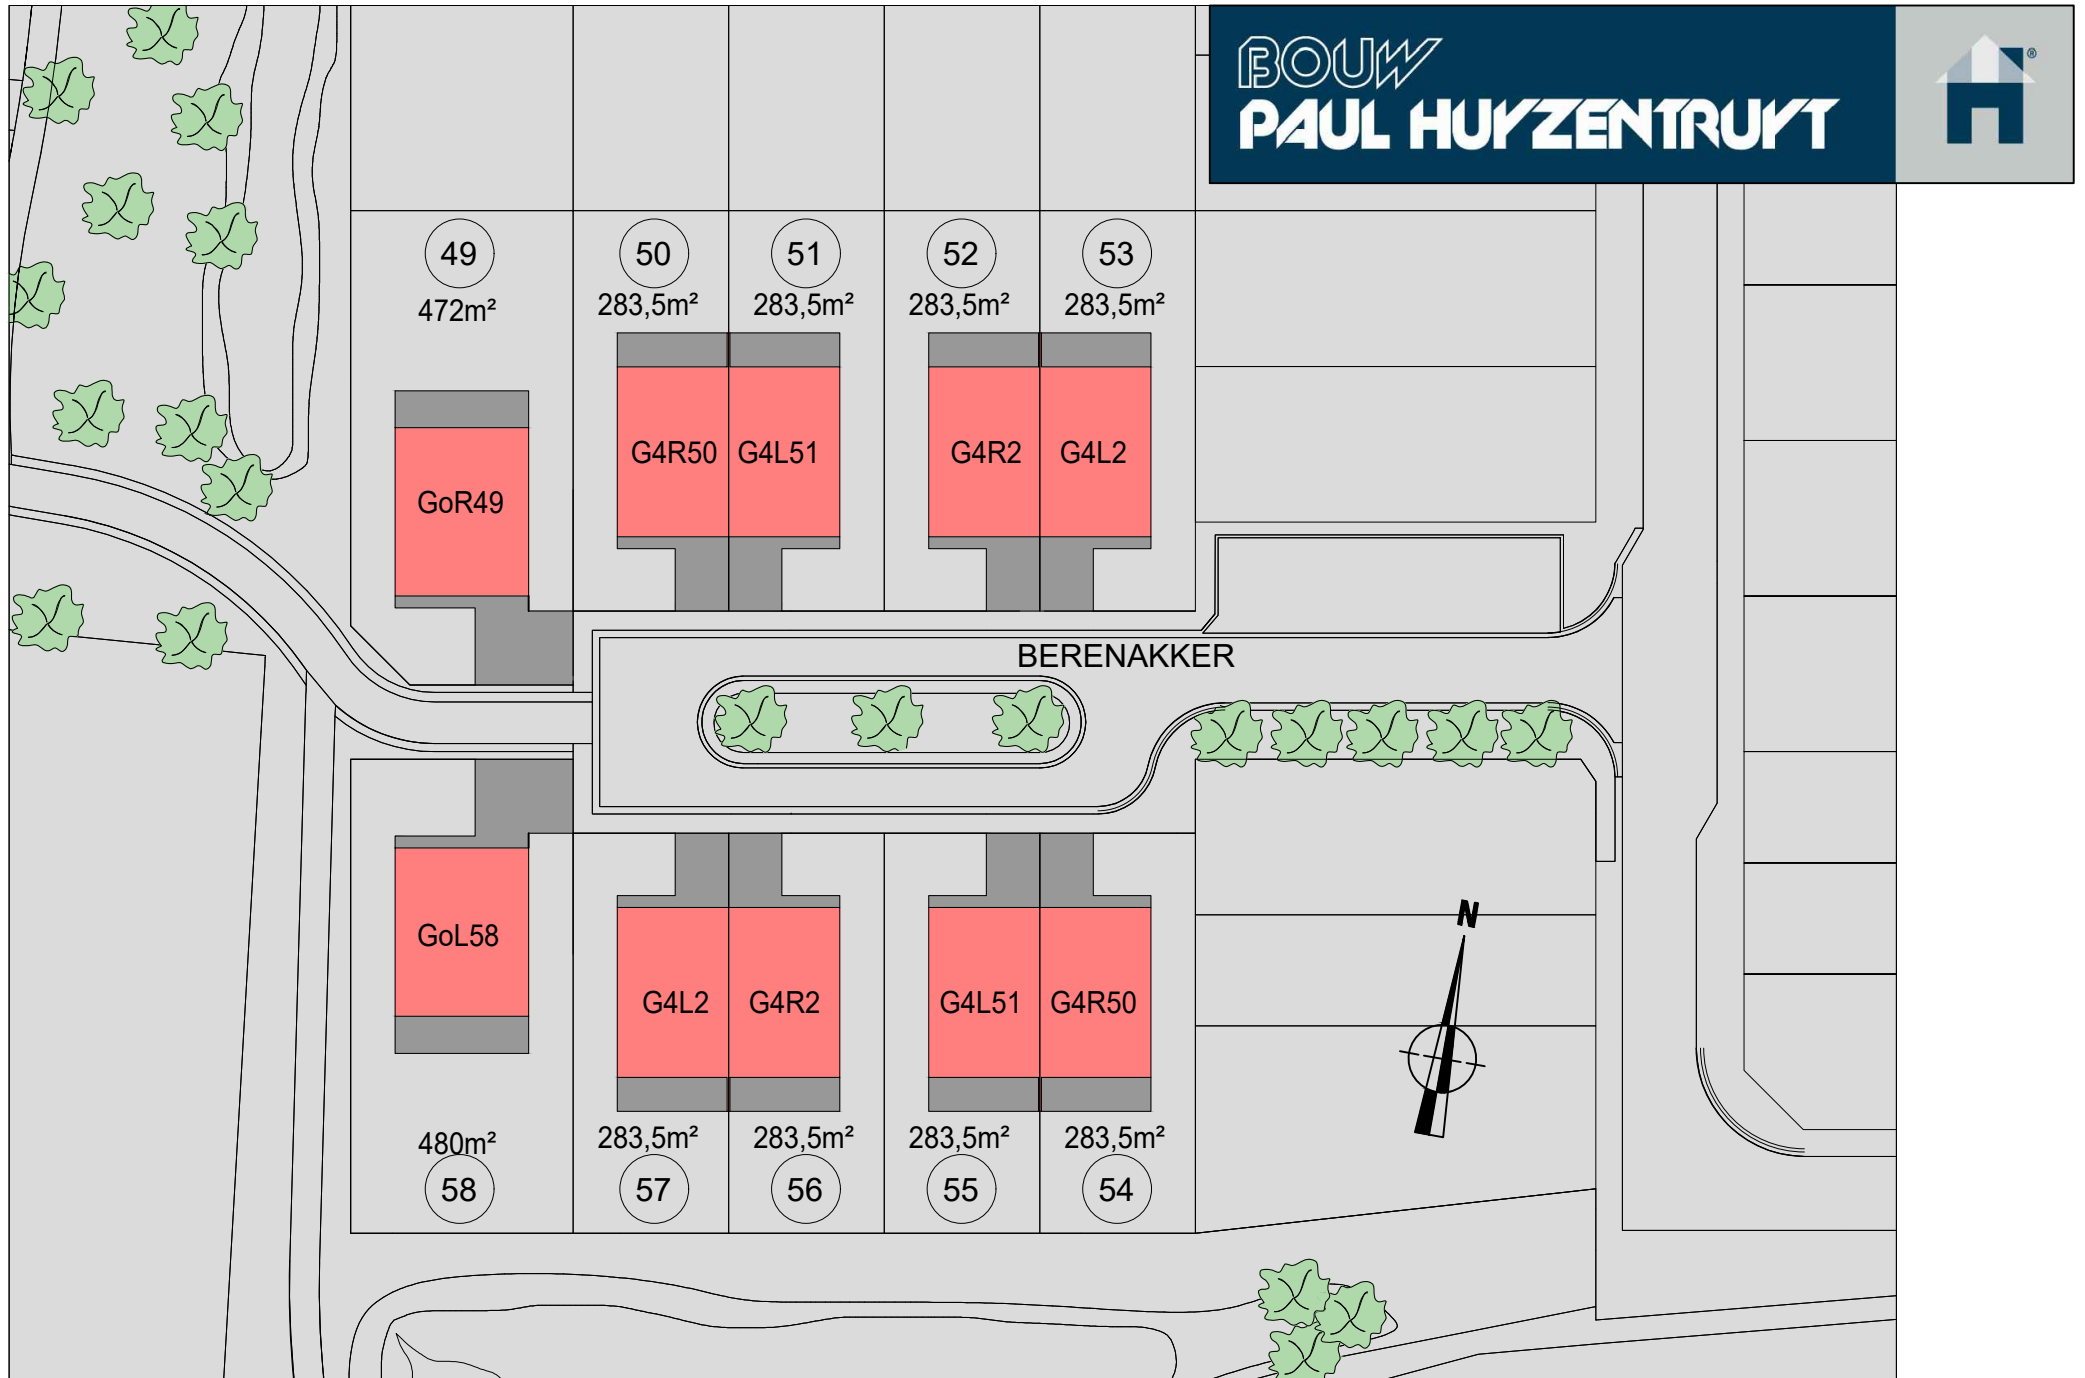 BOUW
PAUL HUYZENTRUYT
®
49 50 51 52 53
472m² 283,5m² 283,5m² 283,5m² 283,5m²
GoR49 G4R50 G4L51 G4R2 G4L2
BERENAKKER
N
GoL58 G4L2 G4R2 G4L51 G4R50
480m² 283,5m² 283,5m² 283,5m² 283,5m²
58 57 56 55 54